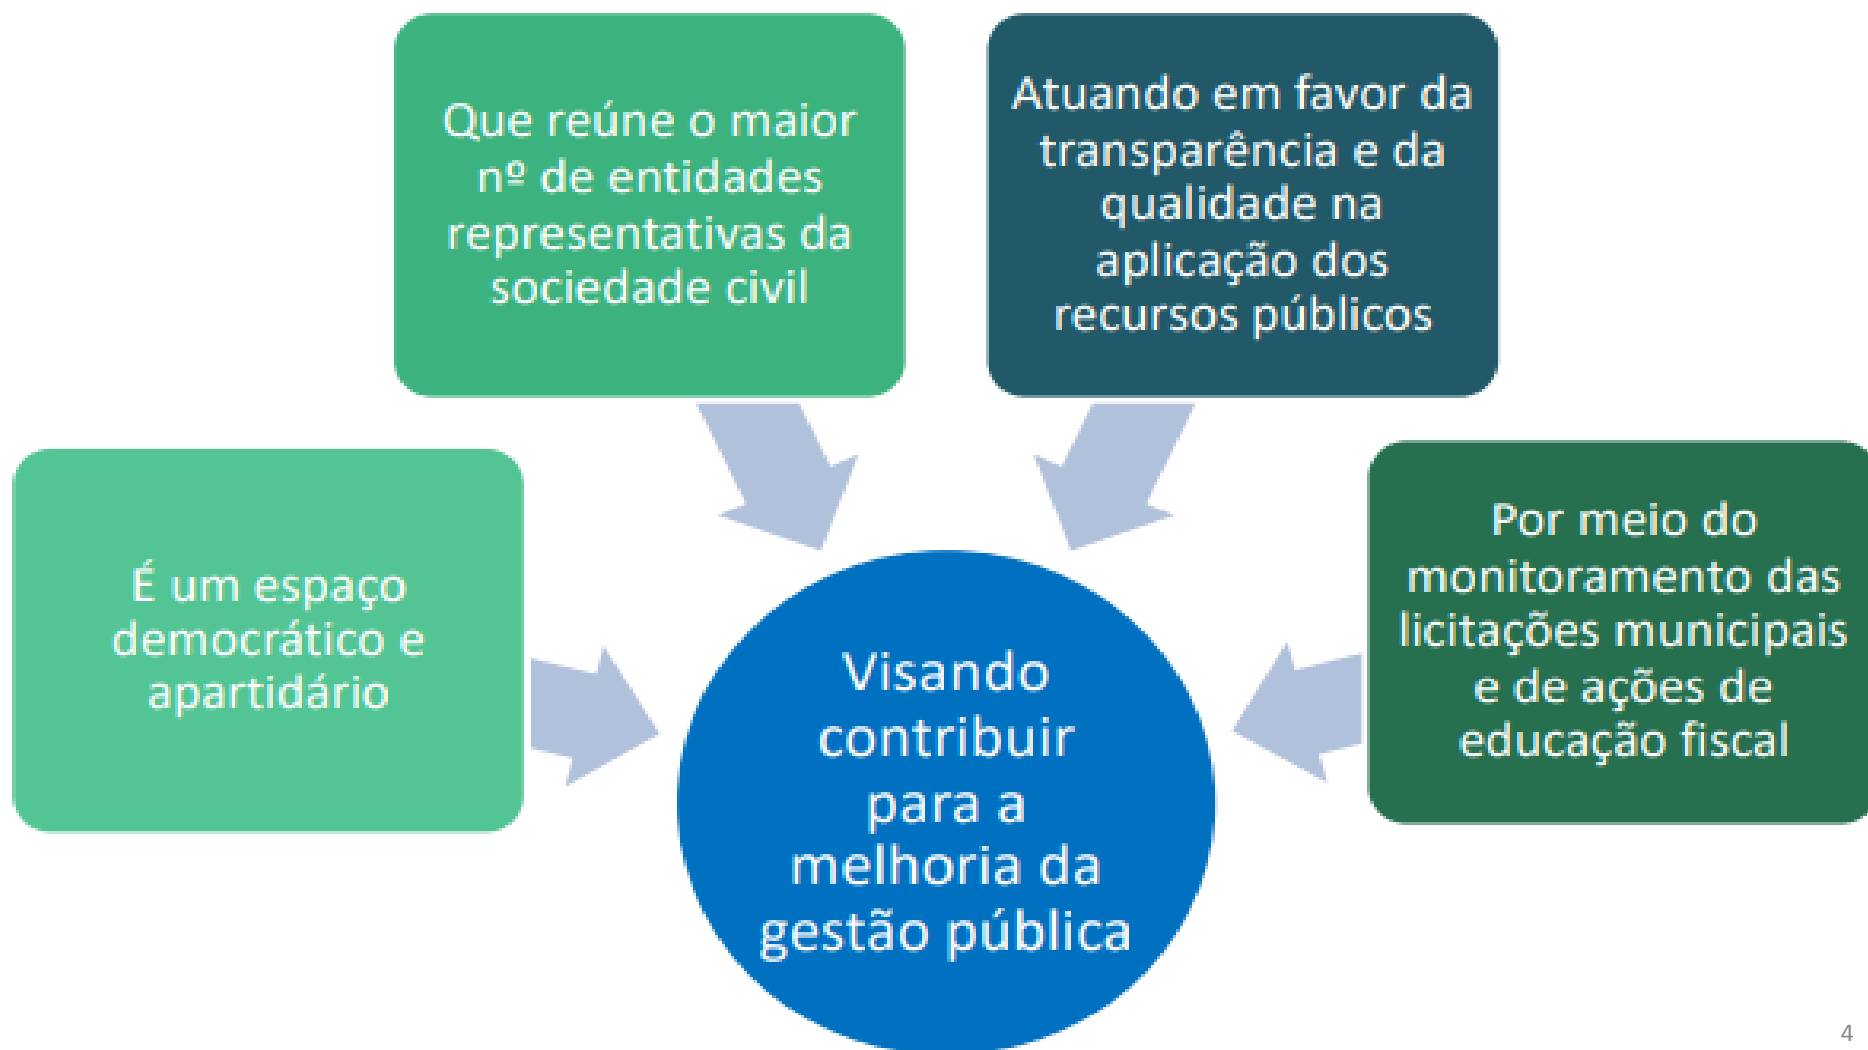 É um espaço
democrático e
apartidário
Que reúne o maior
nº de entidades
representativas da
sociedade civil
Atuando em favor da
transparência e da
qualidade na
aplicação dos
recursos públicos
Por meio do
monitoramento das
licitações municipais
e de ações de
educação fiscal
Visando
contribuir
para a
melhoria da
gestão pública
4